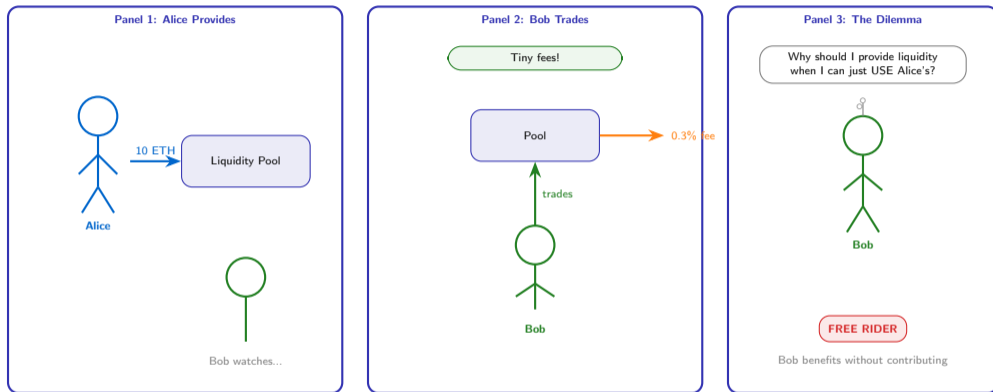 Panel 1: Alice Provides
10 ETH
Liquidity Pool
Alice
Bob watches...
Panel 2: Bob Trades
Tiny fees!
Pool
0.3% fee
trades
Bob
Panel 3: The Dilemma
Why should I provide liquidity
when I can just USE Alice's?
Bob
FREE RIDER
Bob benefits without contributing